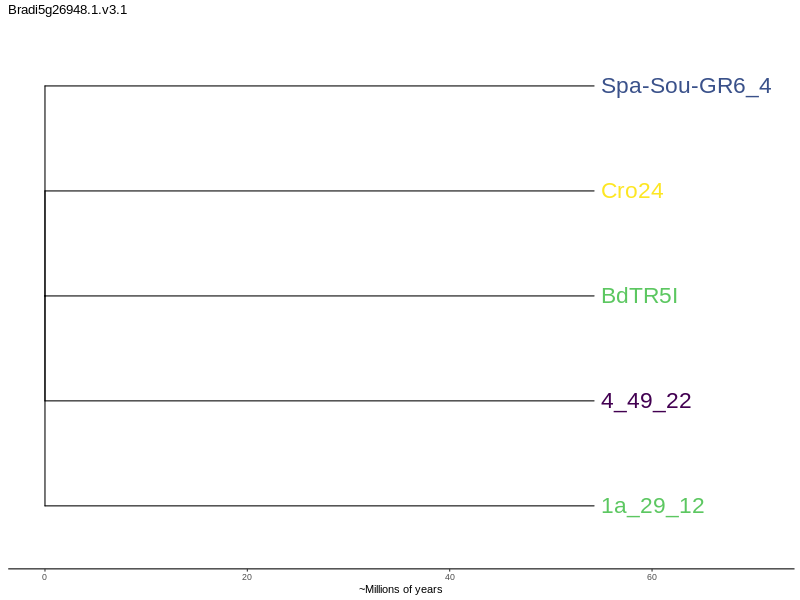 Bradi5g26948.1.v3.1
Spa-Sou-GR6_4
Cro24
BdTR5I
4_49_22
1a_29_12
0 20 40 60
~Millions of years